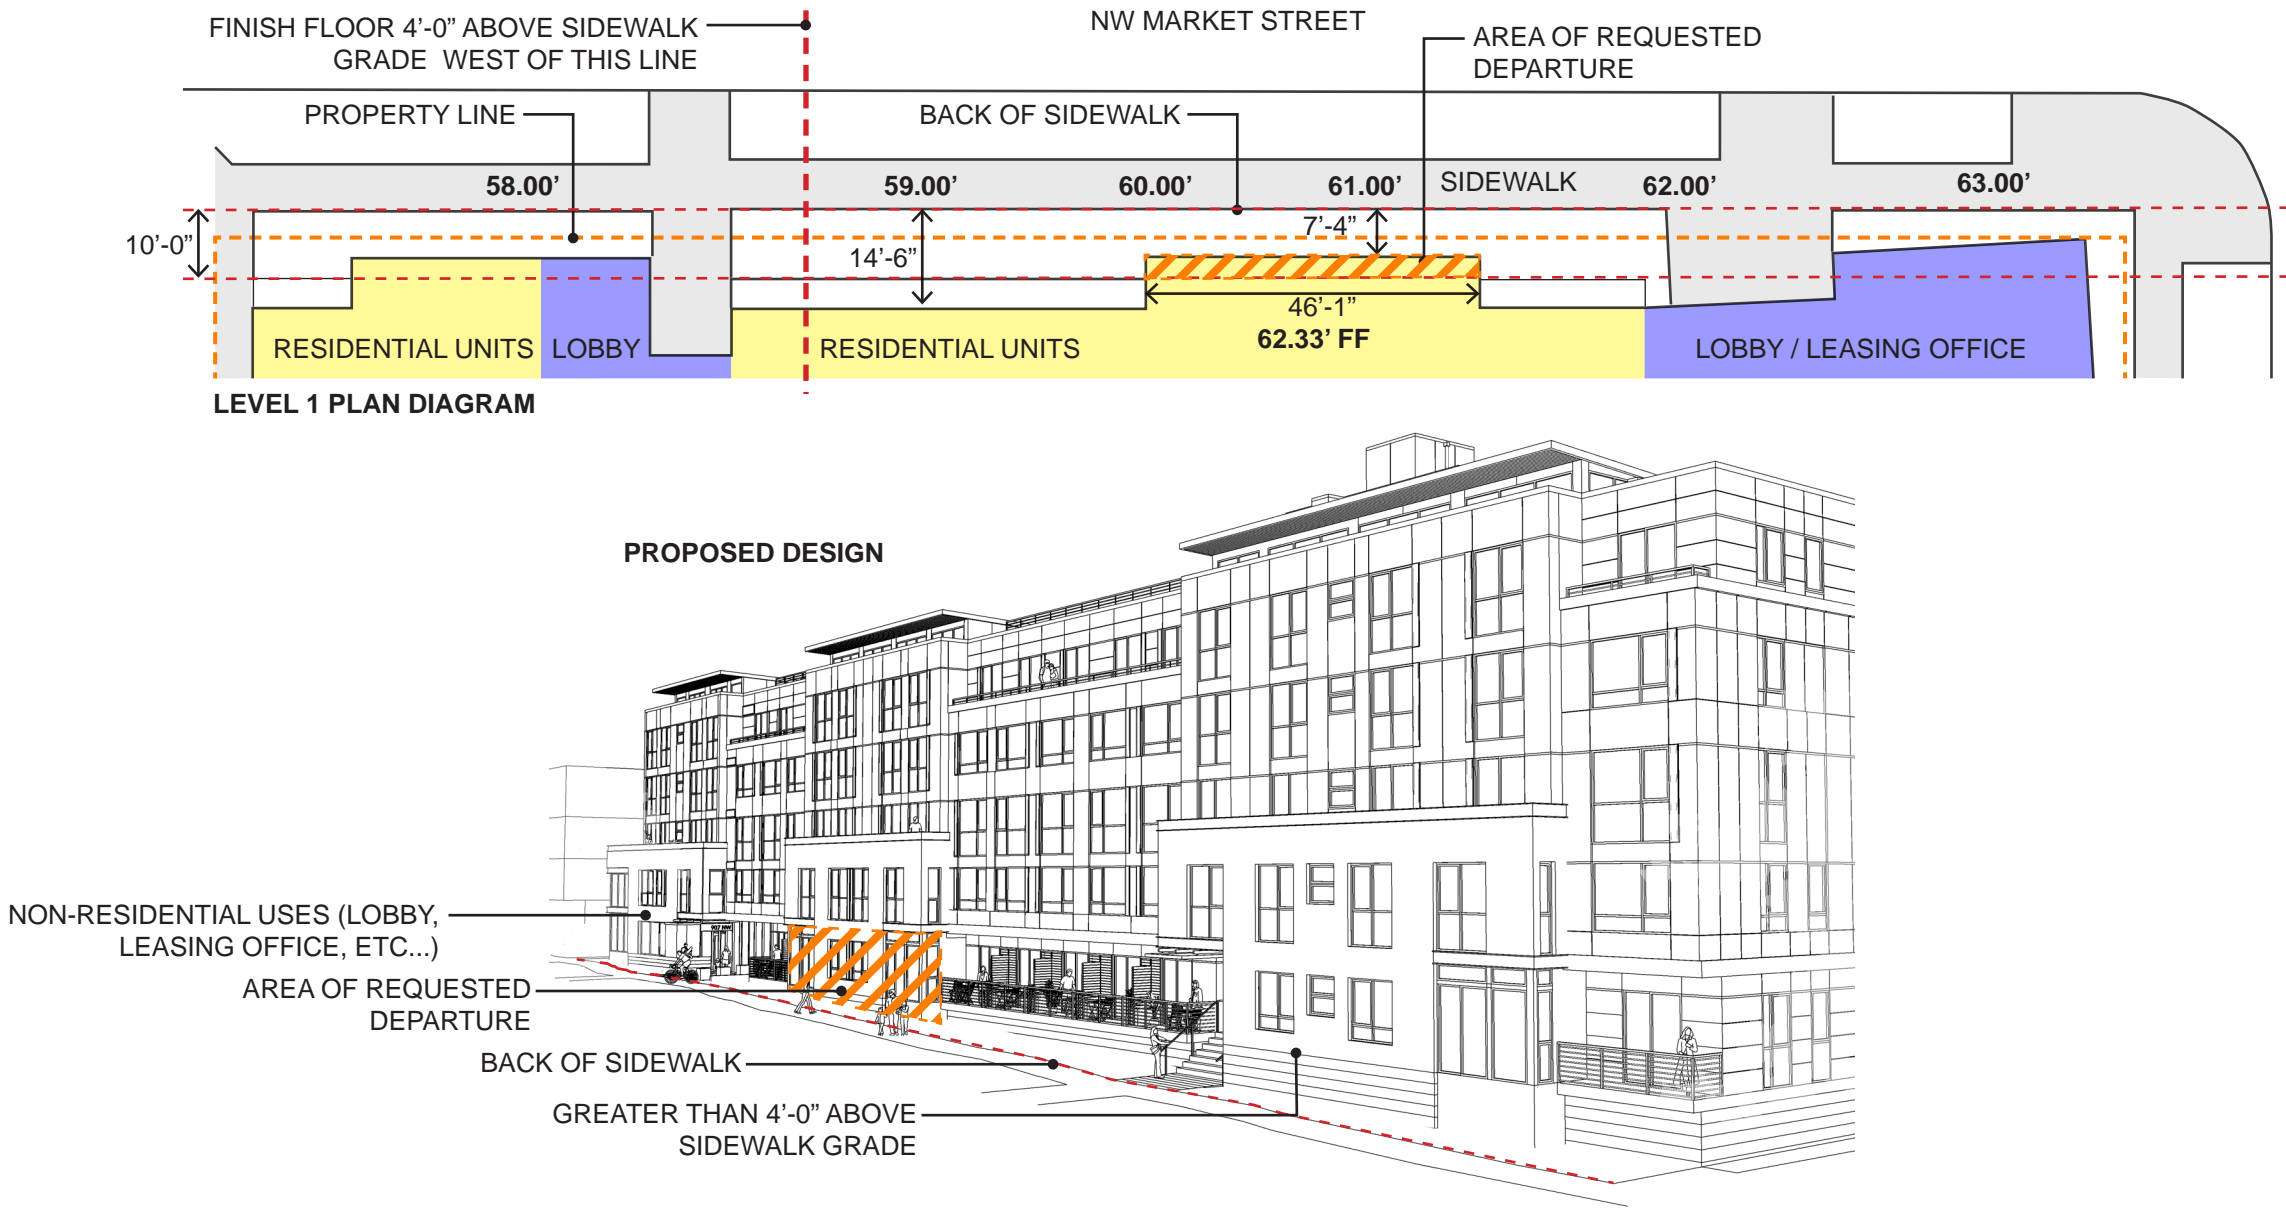 FINISH FLOOR 4’-0” ABOVE SIDEWALK
GRADE WEST OF THIS LINE
NW MARKET STREET
AREA OF REQUESTED
DEPARTURE
PROPERTY LINE
BACK OF SIDEWALK
58.00’
59.00’
60.00’
61.00’
SIDEWALK
62.00’
63.00’
10’-0”
14’-6”
7’-4”
46’-1”
62.33’ FF
RESIDENTIAL UNITS
LOBBY
RESIDENTIAL UNITS
LOBBY / LEASING OFFICE
LEVEL 1 PLAN DIAGRAM
PROPOSED DESIGN
907 NW
NON-RESIDENTIAL USES (LOBBY,
LEASING OFFICE, ETC...)
AREA OF REQUESTED
DEPARTURE
BACK OF SIDEWALK
GREATER THAN 4’-0” ABOVE
SIDEWALK GRADE